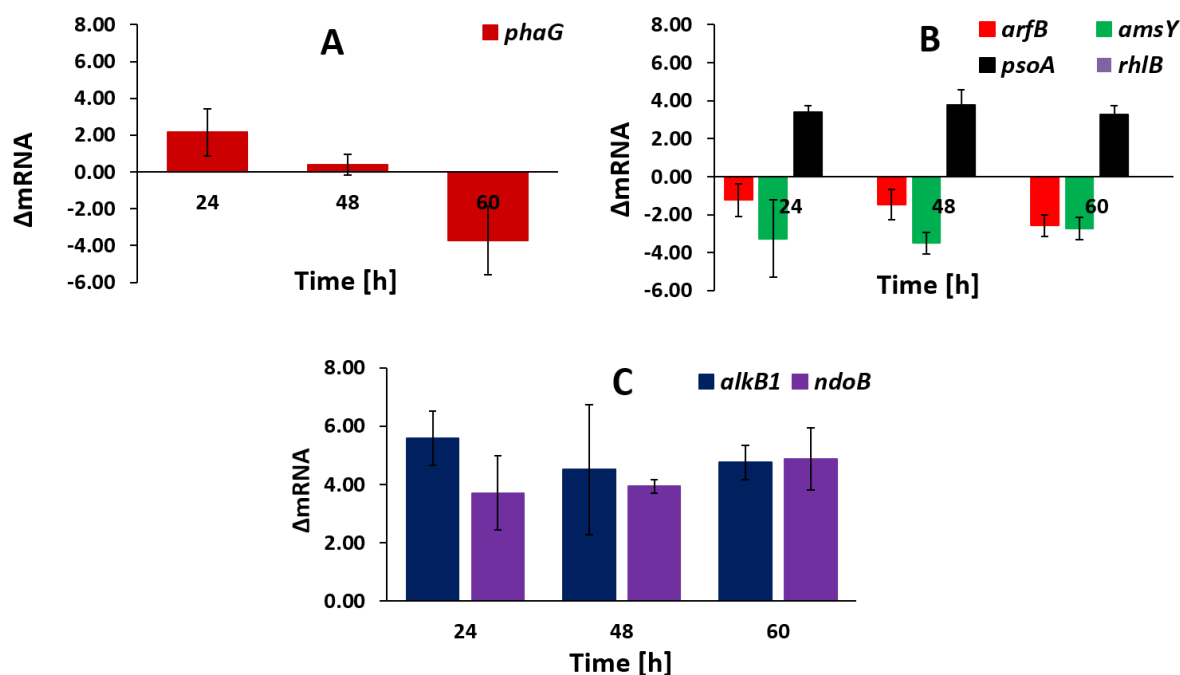 A
phaG
8.00
6.00
4.00
2.00
0.00
-2.00
-4.00
-6.00
ΔmRNA
24 48 60
Time [h]
B
arfB amsY
psoA rhlB
8.00
6.00
4.00
2.00
0.00
-2.00
-4.00
-6.00
ΔmRNA
24 48 60
Time [h]
C
alkB1 ndoB
8.00
6.00
4.00
2.00
0.00
ΔmRNA
24 48 60
Time [h]